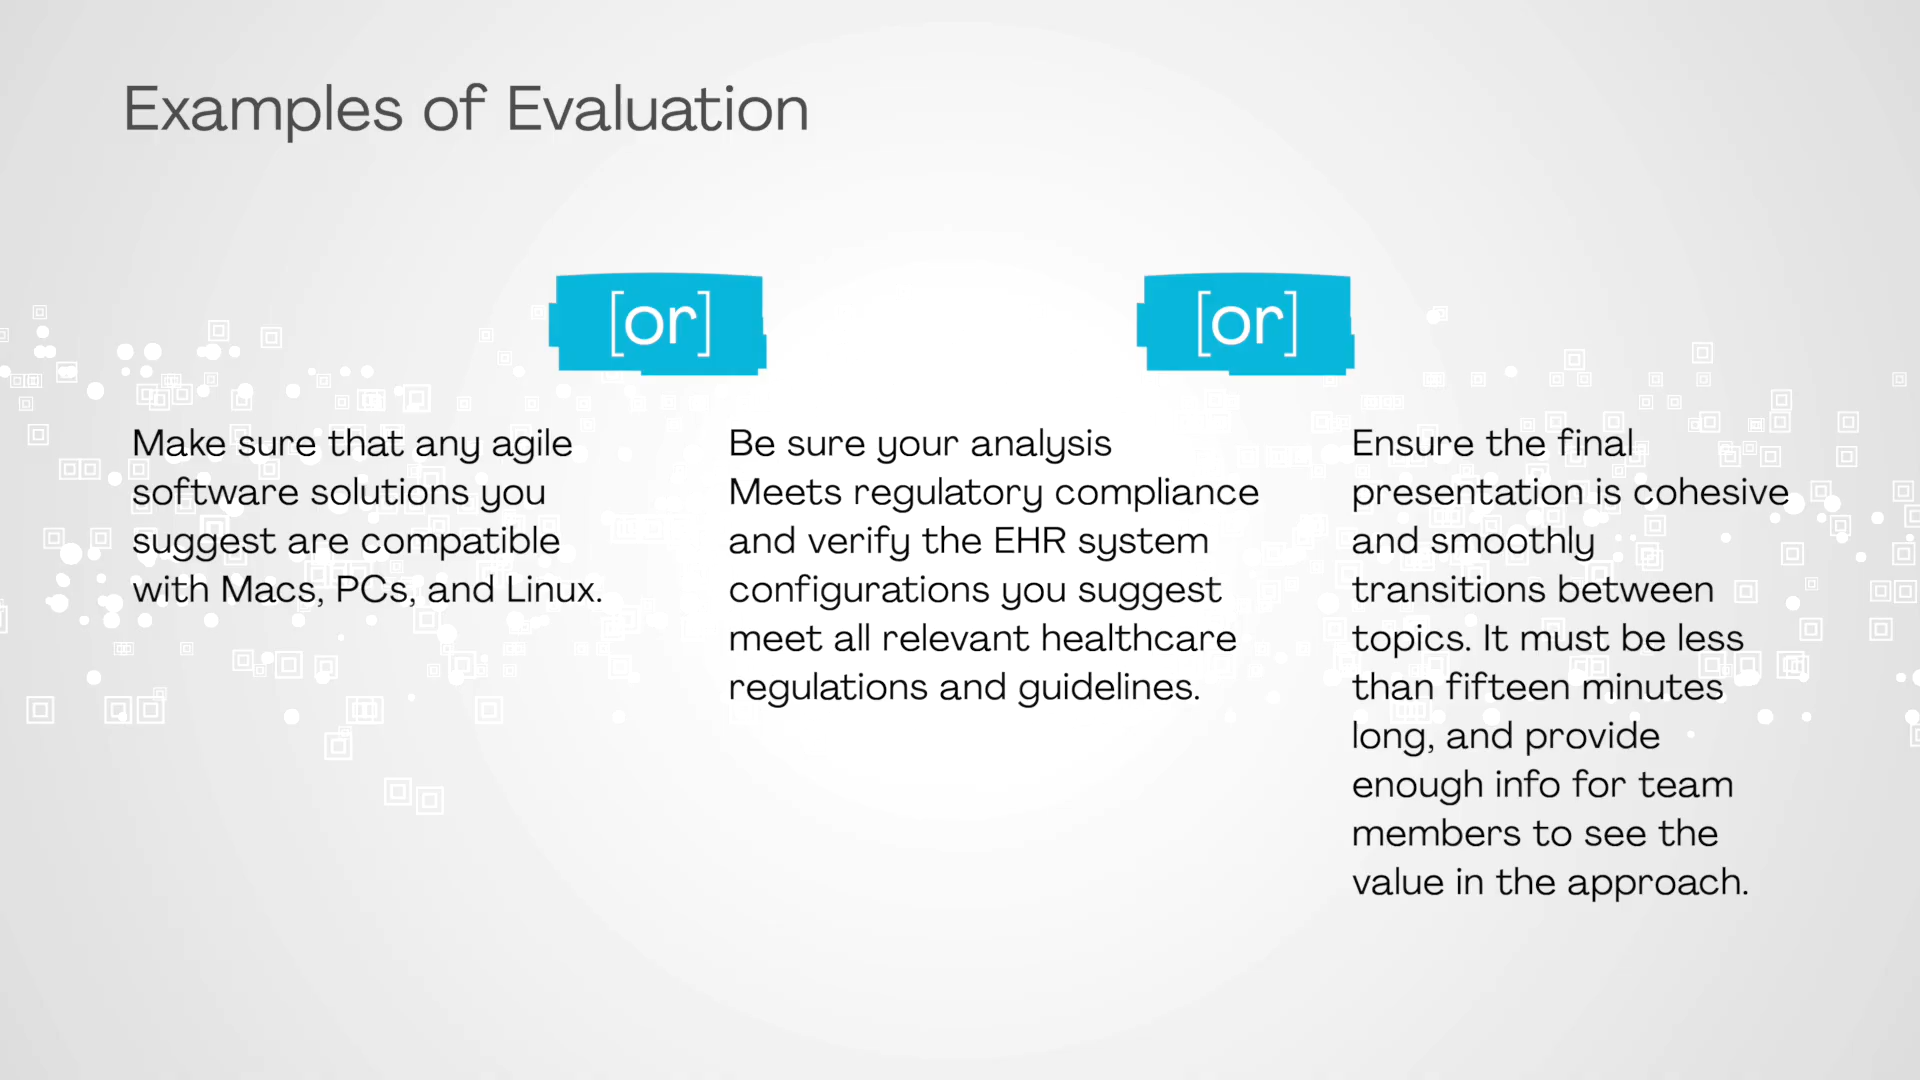 Examples of Evaluation
[or]
[or]
Make sure that any agile
software solutions you
suggest are compatible
with Macs, PCs, and Linux.
Be sure your analysis
Meets regulatory compliance
and verify the EHR system
configurations you suggest
meet all relevant healthcare
regulations and guidelines.
Ensure the final
presentation is cohesive
and smoothly
transitions between
topics. It must be less
than fifteen minutes
long, and provide
enough info for team
members to see the
value in the approach.